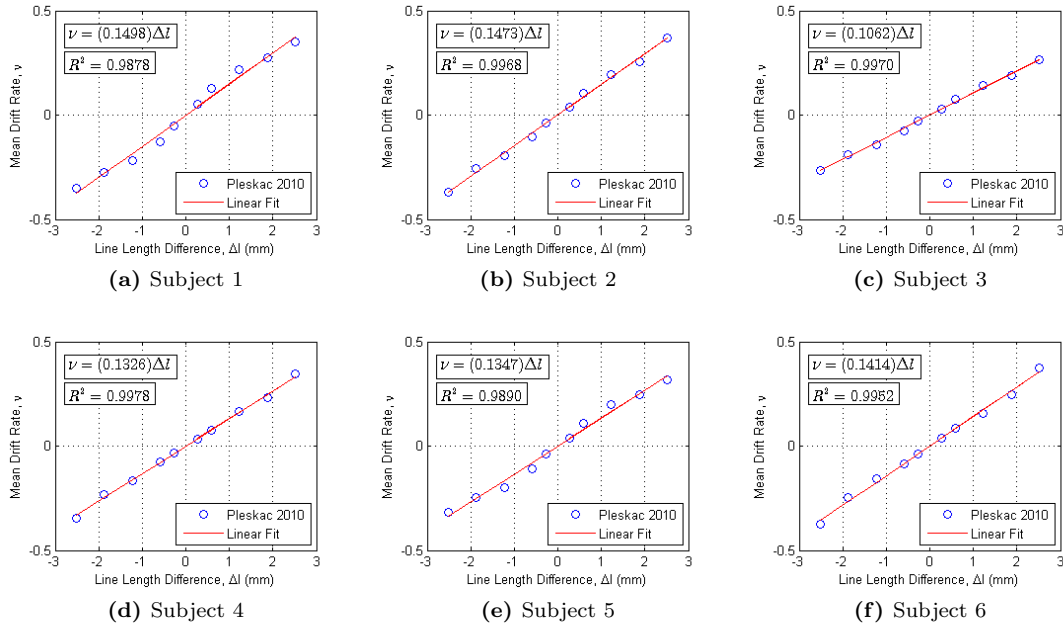 0.5
ν = (0.1498)Δl
R² = 0.9878
Mean Drift Rate, ν
0
Pleskac 2010
Linear Fit
-0.5
-3 -2 -1 0 1 2 3
Line Length Difference, Δl (mm)
(a) Subject 1
0.5
ν = (0.1473)Δl
R² = 0.9968
Mean Drift Rate, ν
0
Pleskac 2010
Linear Fit
-0.5
-3 -2 -1 0 1 2 3
Line Length Difference, Δl (mm)
(b) Subject 2
0.5
ν = (0.1062)Δl
R² = 0.9970
Mean Drift Rate, ν
0
Pleskac 2010
Linear Fit
-0.5
-3 -2 -1 0 1 2 3
Line Length Difference, Δl (mm)
(c) Subject 3
0.5
ν = (0.1326)Δl
R² = 0.9978
Mean Drift Rate, ν
0
Pleskac 2010
Linear Fit
-0.5
-3 -2 -1 0 1 2 3
Line Length Difference, Δl (mm)
(d) Subject 4
0.5
ν = (0.1347)Δl
R² = 0.9890
Mean Drift Rate, ν
0
Pleskac 2010
Linear Fit
-0.5
-3 -2 -1 0 1 2 3
Line Length Difference, Δl (mm)
(e) Subject 5
0.5
ν = (0.1414)Δl
R² = 0.9952
Mean Drift Rate, ν
0
Pleskac 2010
Linear Fit
-0.5
-3 -2 -1 0 1 2 3
Line Length Difference, Δl (mm)
(f) Subject 6